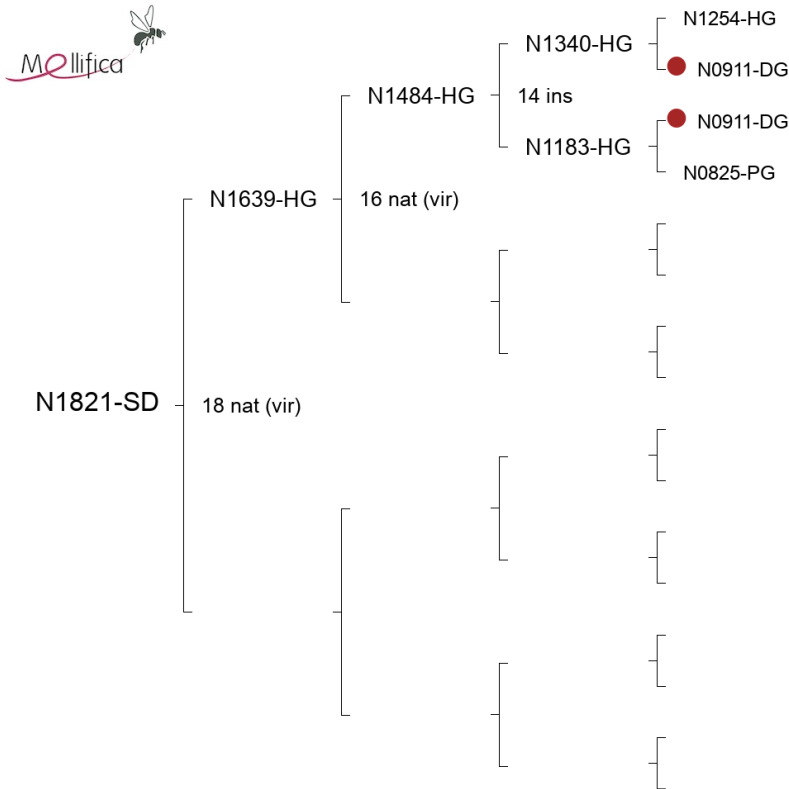 Mellifica
N1254-HG
N1340-HG
N0911-DG
N1484-HG
14 ins
N0911-DG
N1183-HG
N0825-PG
N1639-HG
16 nat (vir)
N1821-SD
18 nat (vir)